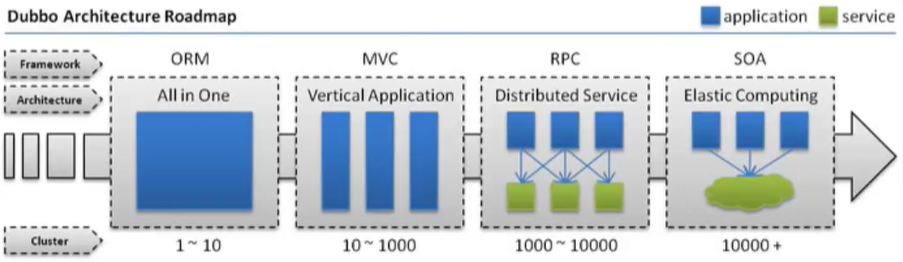 Dubbo Architecture Roadmap
application
service
Framework
ORM
MVC
RPC
SOA
Architecture
All in One
Vertical Application
Distributed Service
Elastic Computing
Cluster
1 ~ 10
10 ~ 1000
1000 ~ 10000
10000 +